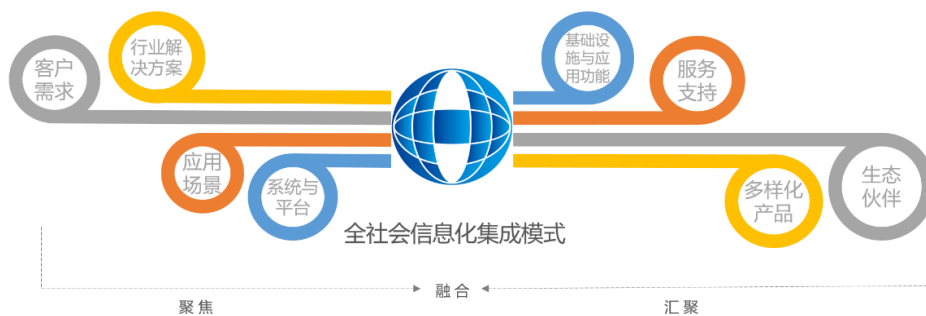 客户
需求
行业解
决方案
应用
场景
系统与
平台
基础设
施与应
用功能
服务
支持
多样化
产品
生态
伙伴
全社会信息化集成模式
聚焦
融合
汇聚